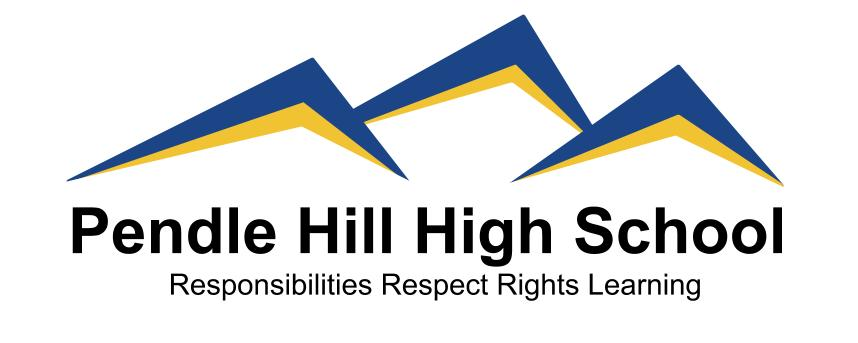 Pendle Hill High School
Responsibilities Respect Rights Learning